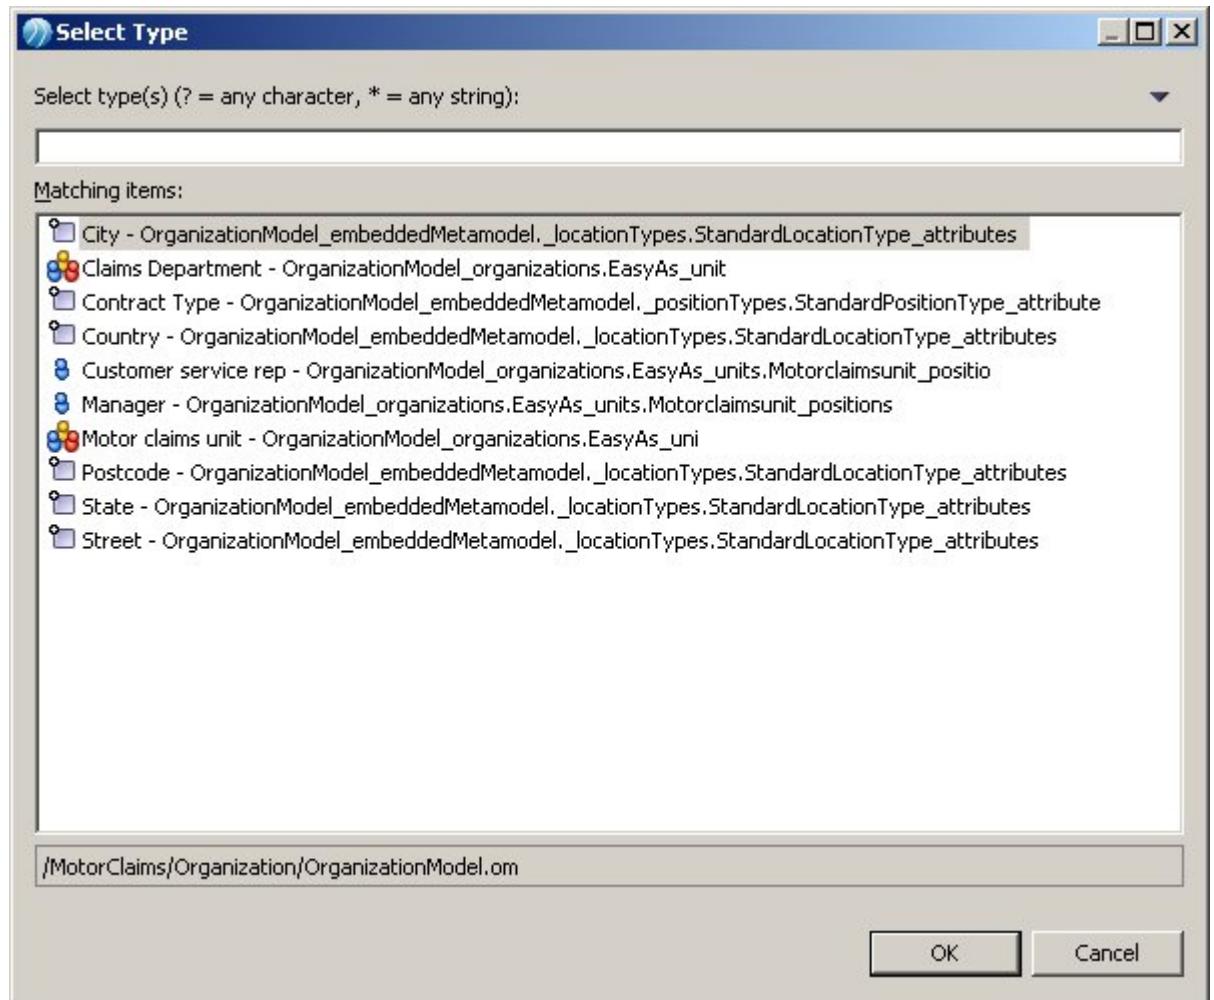 Select Type
Select type(s) (? = any character, * = any string):
Matching items:
City - OrganizationModel_embeddedMetamodel._locationTypes.StandardLocationType_attributes
Claims Department - OrganizationModel_organizations.EasyAs_unit
Contract Type - OrganizationModel_embeddedMetamodel._positionTypes.StandardPositionType_attribute
Country - OrganizationModel_embeddedMetamodel._locationTypes.StandardLocationType_attributes
Customer service rep - OrganizationModel_organizations.EasyAs_units.Motorclaimsunit_positio
Manager - OrganizationModel_organizations.EasyAs_units.Motorclaimsunit_positions
Motor claims unit - OrganizationModel_organizations.EasyAs_uni
Postcode - OrganizationModel_embeddedMetamodel._locationTypes.StandardLocationType_attributes
State - OrganizationModel_embeddedMetamodel._locationTypes.StandardLocationType_attributes
Street - OrganizationModel_embeddedMetamodel._locationTypes.StandardLocationType_attributes
/MotorClaims/Organization/OrganizationModel.om
OK Cancel